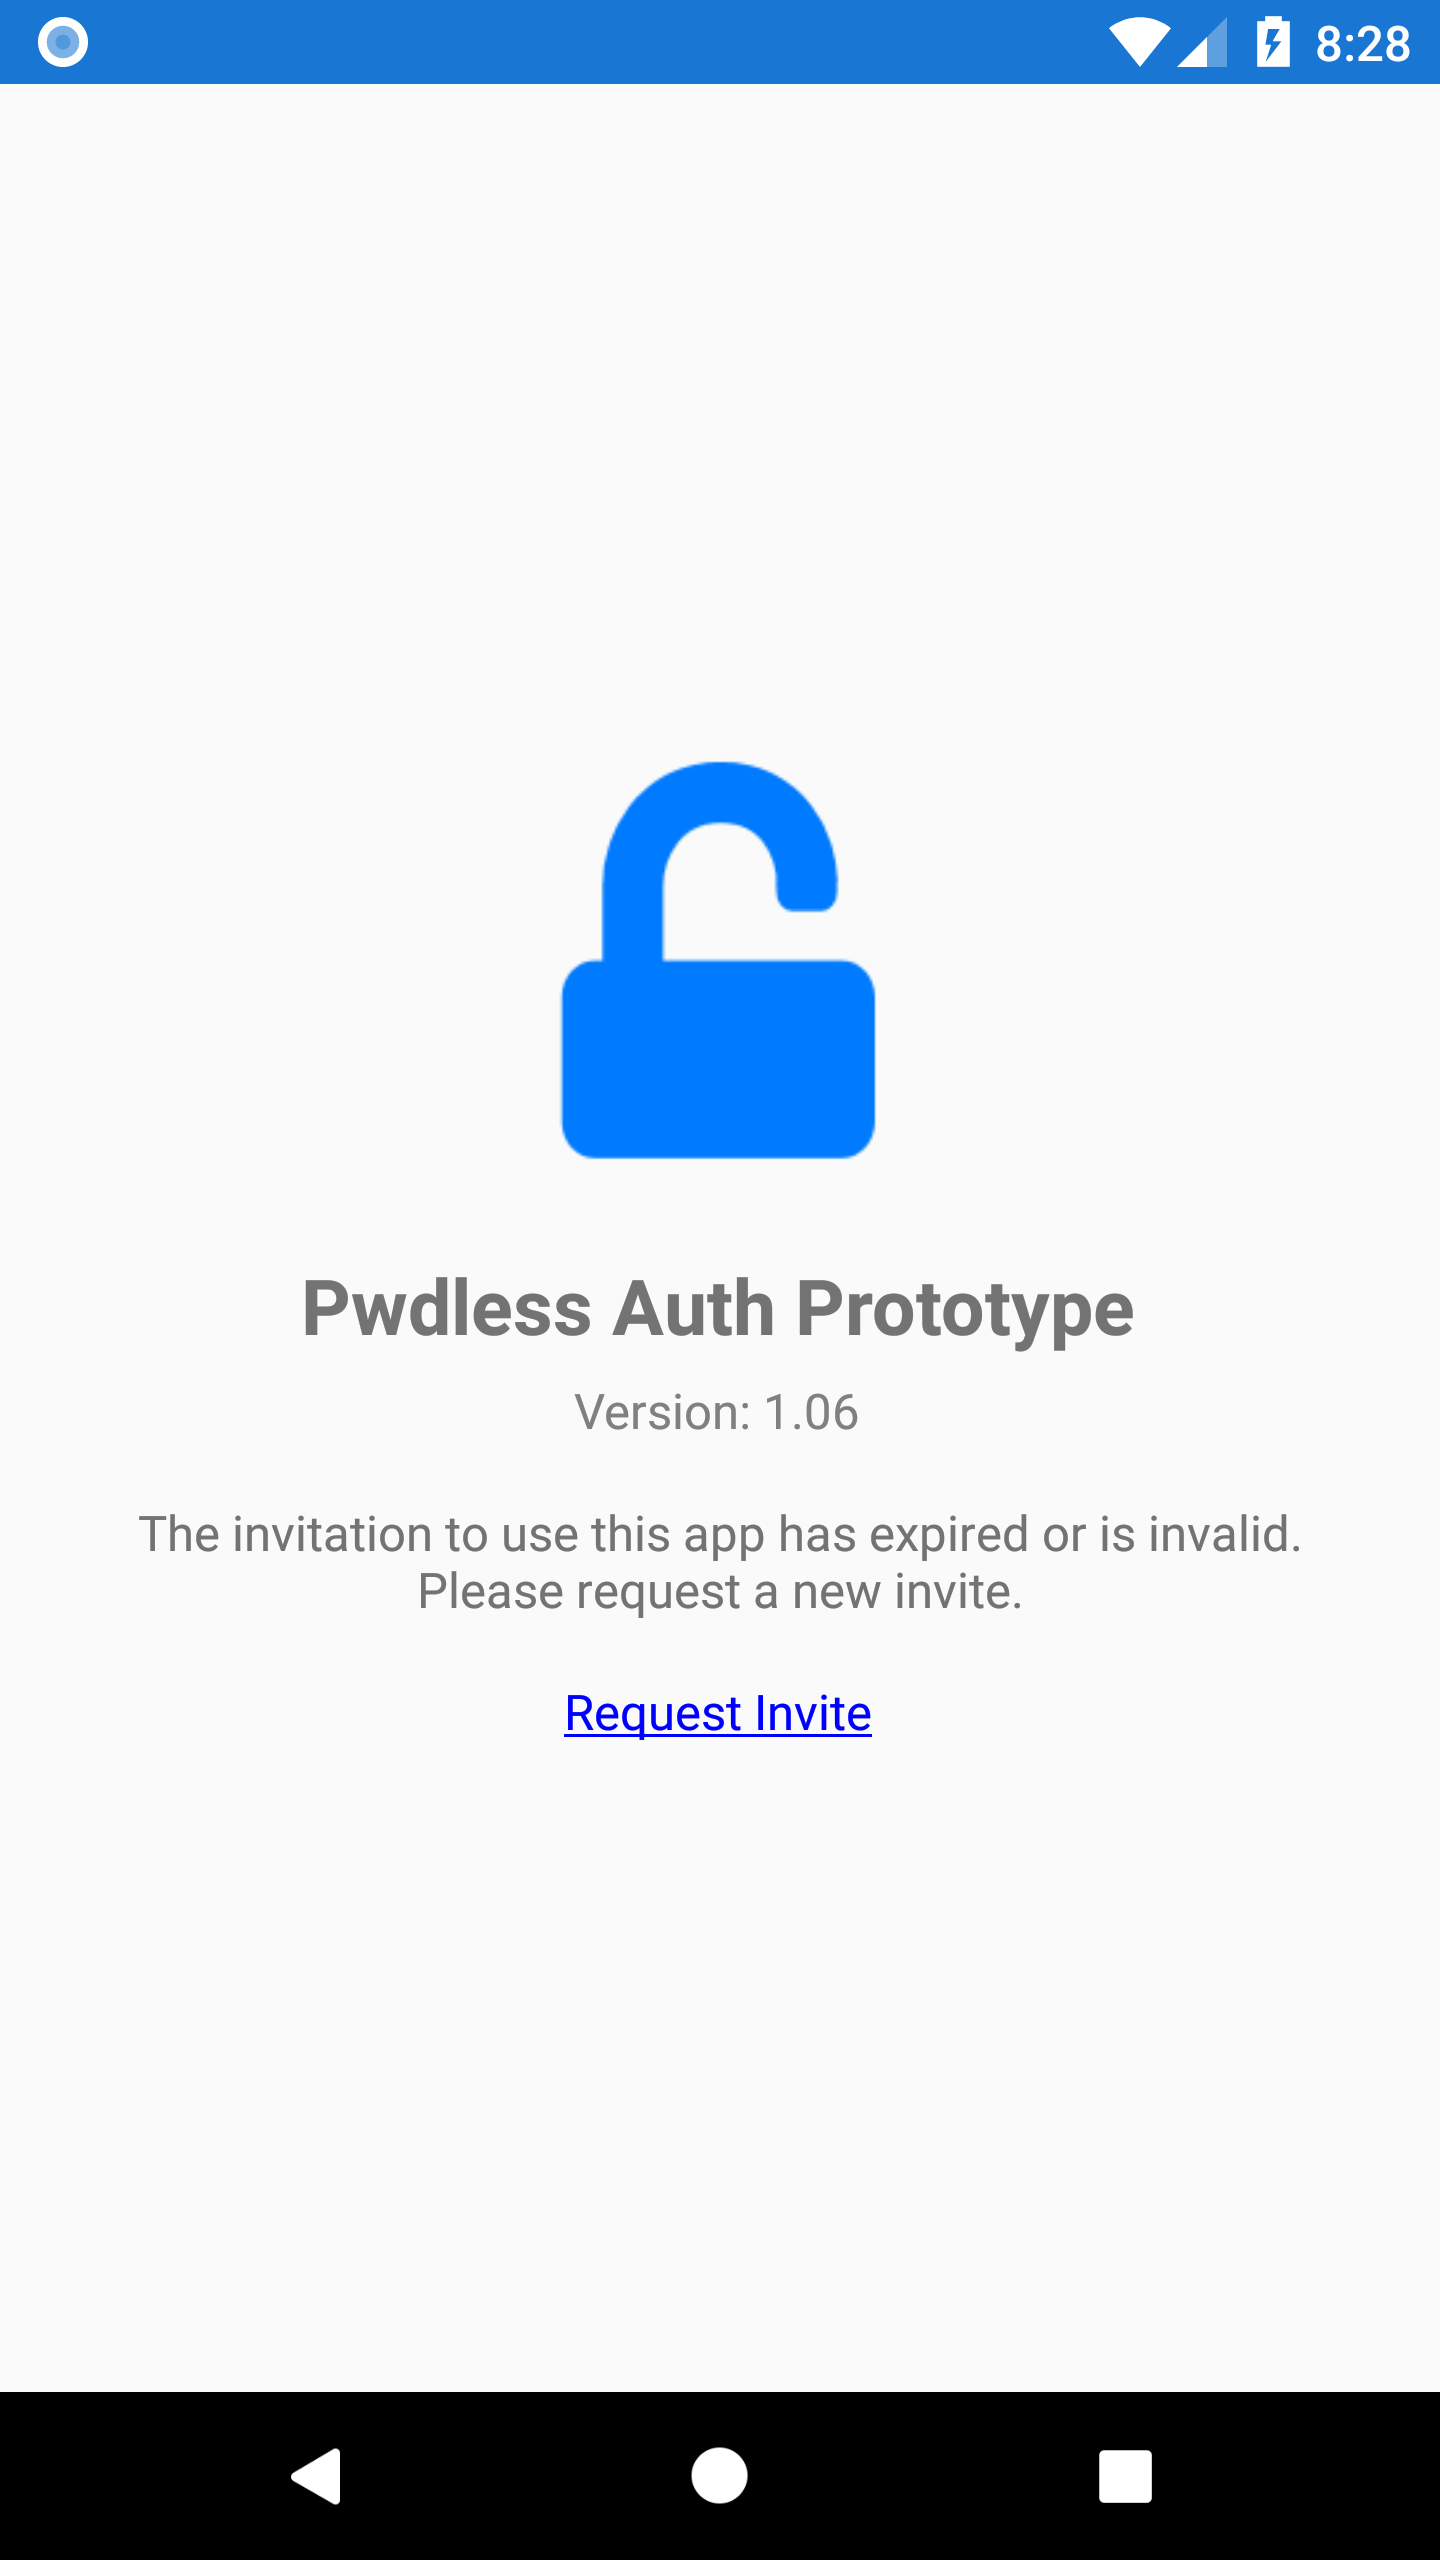 8:28
Pwdless Auth Prototype
Version: 1.06
The invitation to use this app has expired or is invalid.
Please request a new invite.
Request Invite